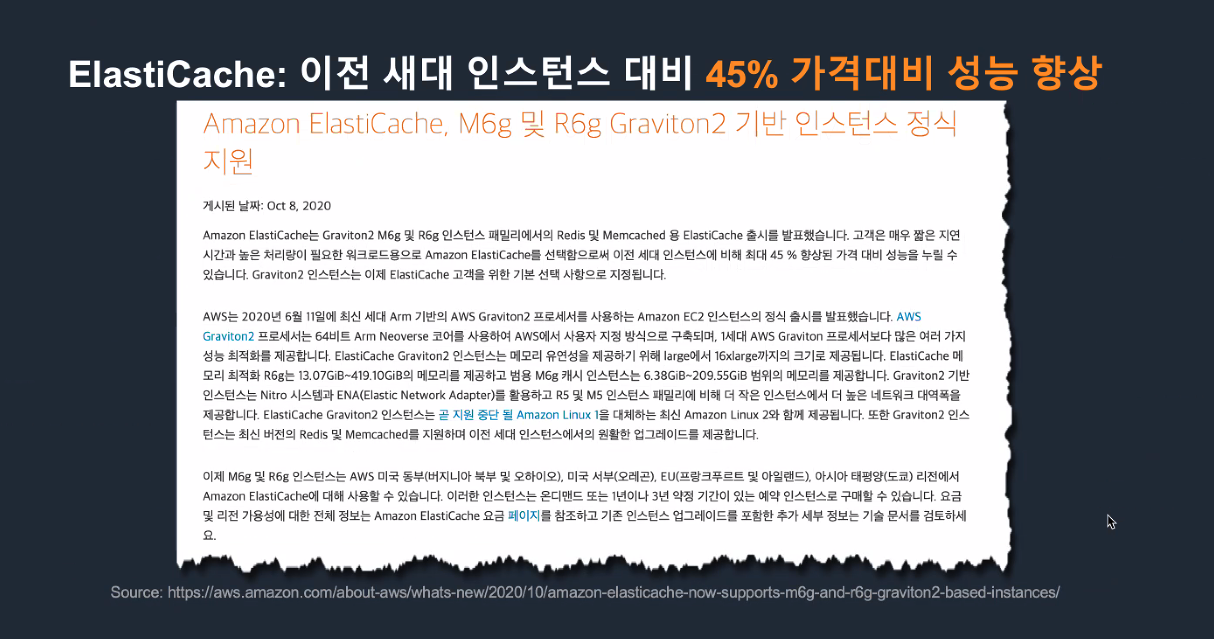 ElastiCache: 이전 세대 인스턴스 대비 45% 가격대비 성능 향상
Amazon ElastiCache, M6g 및 R6g Graviton2 기반 인스턴스 정식
지원
게시된 날짜: Oct 8, 2020
Amazon ElastiCache는 Graviton2 M6g 및 R6g 인스턴스 패밀리에서의 Redis 및 Memcached 용 ElastiCache 출시를 발표했습니다. 고객은 매우 짧은 지연
시간과 높은 처리량이 필요한 워크로드용으로 Amazon ElastiCache를 선택함으로써 이전 세대 인스턴스에 비해 최대 45 % 향상된 가격 대비 성능을 누릴 수
있습니다. Graviton2 인스턴스는 이제 ElastiCache 고객을 위한 기본 선택 사항으로 지정됩니다.
AWS는 2020년 6월 11일에 최신 세대 Arm 기반의 AWS Graviton2 프로세서를 사용하는 Amazon EC2 인스턴스의 정식 출시를 발표했습니다. AWS
Graviton2 프로세서는 64비트 Arm Neoverse 코어를 사용하여 AWS에서 사용자 지정 방식으로 구축되며, 1세대 AWS Graviton 프로세서보다 많은 여러 가지
성능 최적화를 제공합니다. ElastiCache Graviton2 인스턴스는 메모리 유연성을 제공하기 위해 large에서 16xlarge까지의 크기로 제공됩니다. ElastiCache 메
모리 최적화 R6g는 13.07GiB~419.10GiB의 메모리를 제공하고 범용 M6g 캐시 인스턴스는 6.38GiB~209.55GiB 범위의 메모리를 제공합니다. Graviton2 기반
인스턴스는 Nitro 시스템과 ENA(Elastic Network Adapter)를 활용하고 R5 및 M5 인스턴스 패밀리에 비해 더 작은 인스턴스에서 더 높은 네트워크 대역폭을
제공합니다. ElastiCache Graviton2 인스턴스는 곧 지원 중단 될 Amazon Linux 1을 대체하는 최신 Amazon Linux 2와 함께 제공됩니다. 또한 Graviton2 인스
턴스는 최신 버전의 Redis 및 Memcached를 지원하며 이전 세대 인스턴스에서의 원활한 업그레이드를 제공합니다.
이제 M6g 및 R6g 인스턴스는 AWS 미국 동부(버지니아 북부 및 오하이오), 미국 서부(오레곤), EU(프랑크푸르트 및 아일랜드), 아시아 태평양(도쿄) 리전에서
Amazon ElastiCache에 대해 사용할 수 있습니다. 이러한 인스턴스는 온디맨드 또는 1년이나 3년 약정 기간이 있는 예약 인스턴스로 구매할 수 있습니다. 요금
및 리전 가용성에 대한 전체 정보는 Amazon ElastiCache 요금 페이지를 참조하고 기존 인스턴스 업그레이드를 포함한 추가 세부 정보는 기술 문서를 검토하세
요.
Source: https://aws.amazon.com/about-aws/whats-new/2020/10/amazon-elasticache-now-supports-m6g-and-r6g-graviton2-based-instances/